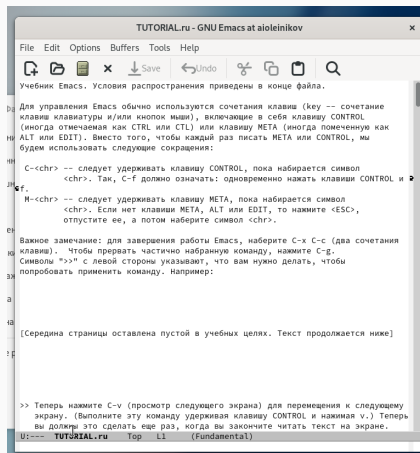 TUTORIAL.ru - GNU Emacs at aioleinikov
File Edit Options Buffers Tools Help
Save Undo
Учебник Emacs. Условия распространения приведены в конце файла.
Для управления Emacs обычно используются сочетания клавиш (key -- сочетание
клавиш клавиатуры и/или кнопок мыши), включающие в себя клавишу CONTROL
(иногда отмечаемая как CTRL или CTL) или клавишу META (иногда помеченную как
ALT или EDIT). Вместо того, чтобы каждый раз писать META или CONTROL, мы
будем использовать следующие сокращения:
C-<chr> -- следует удерживать клавишу CONTROL, пока набирается символ
<chr>. Так, C-f должно означать: одновременно нажать клавиши CONTROL и
f.
M-<chr> -- следует удерживать клавишу META, пока набирается символ
<chr>. Если нет клавиши META, ALT или EDIT, то нажмите <ESC>,
отпустите ее, а потом наберите символ <chr>.
Важное замечание: для завершения работы Emacs, наберите C-x C-c (два сочетания
клавиш). Чтобы прервать частично набранную команду, нажмите C-g.
Символы ">>" с левой стороны указывают, что вам нужно делать, чтобы
попробовать применить команду. Например:
[Середина страницы оставлена пустой в учебных целях. Текст продолжается ниже]
>> Теперь нажмите C-v (просмотр следующего экрана) для перемещения к следующему
экрану. (Выполните эту команду удерживая клавишу CONTROL и нажимая v.) Теперь
вы должны это сделать еще раз, когда вы закончите читать текст на экране.
U:--- TUTORIAL.ru Top L1 (Fundamental)